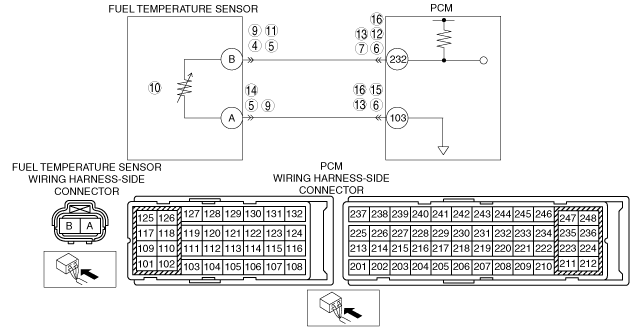 FUEL TEMPERATURE SENSOR
PCM
16
9 11
13 12
4 5
7 6
B
232
10
14
16 15
5 9
13 6
A
103
FUEL TEMPERATURE SENSOR
WIRING HARNESS-SIDE
CONNECTOR
PCM
WIRING HARNESS-SIDE
CONNECTOR
B A
125 126 127 128 129 130 131 132
117 118 119 120 121 122 123 124
109 110 111 112 113 114 115 116
101 102 103 104 105 106 107 108
237 238 239 240 241 242 243 244 245 246 247 248
225 226 227 228 229 230 231 232 233 234 235 236
213 214 215 216 217 218 219 220 221 222 223 224
201 202 203 204 205 206 207 208 209 210 211 212